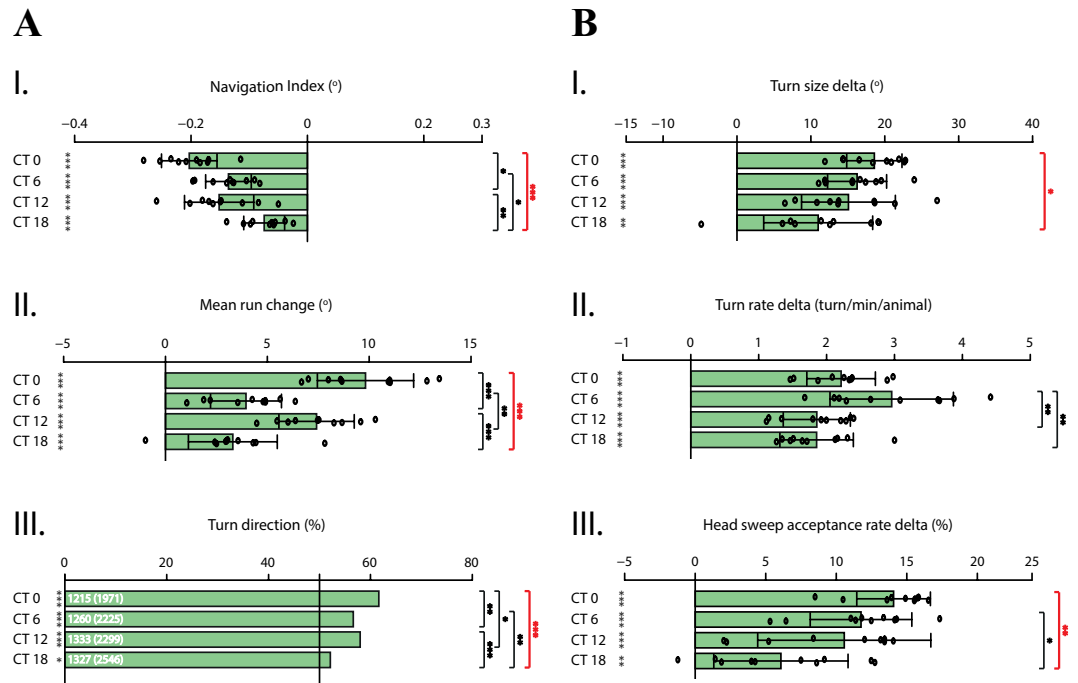 A
B
I.
Navigation Index (º)
−0.4 −0.2 0 0.2 0.3
CT 0 ***
CT 6 ***
CT 12 ***
CT 18 ***
* ** * ***
I.
Turn size delta (º)
−15 −10 0 10 20 30 40
CT 0 ***
CT 6 ***
CT 12 ***
CT 18 **
*
II.
Mean run change (º)
−5 0 5 10 15
CT 0 ***
CT 6 ***
CT 12 ***
CT 18 ***
*** *** ** ***
II.
Turn rate delta (turn/min/animal)
−1 0 1 2 3 4 5
CT 0 ***
CT 6 ***
CT 12 ***
CT 18 ***
** **
III.
Turn direction (%)
0 20 40 60 80
CT 0 *** 1215 (1971)
CT 6 *** 1260 (2225)
CT 12 *** 1333 (2299)
CT 18 * 1327 (2546)
** *** * ** ***
III.
Head sweep acceptance rate delta (%)
−5 0 5 10 15 20 25
CT 0 ***
CT 6 ***
CT 12 ***
CT 18 **
* **